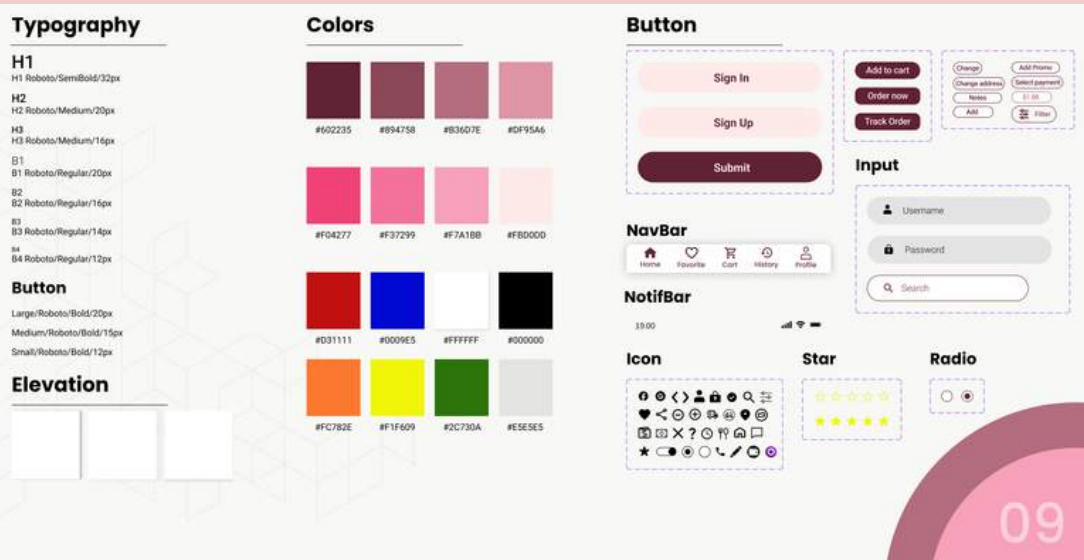 Typography
H1
H1 Roboto/SemiBold/32px
H2
H2 Roboto/Medium/20px
H3
H3 Roboto/Medium/16px
B1
B1 Roboto/Regular/20px
B2
B2 Roboto/Regular/16px
B3
B3 Roboto/Regular/14px
B4
B4 Roboto/Regular/12px
Button
Large/Roboto/Bold/20px
Medium/Roboto/Bold/15px
Small/Roboto/Bold/12px
Elevation
Colors
#602235 #894758 #B36D7E #DF95A6
#F04277 #F37299 #F7A1BB #FBD0DD
#D31111 #0009E5 #FFFFFF #000000
#FC782E #F1F609 #2C730A #E5E5E5
Button
Sign In
Sign Up
Submit
Add to cart
Order now
Track Order
Change Add Promo
Change address Select payment
Notes $1.00
Add Filter
Input
Username
Password
Search
NavBar
Home Favorite Cart History Profile
NotifBar
19:00
Icon
Star
Radio
09